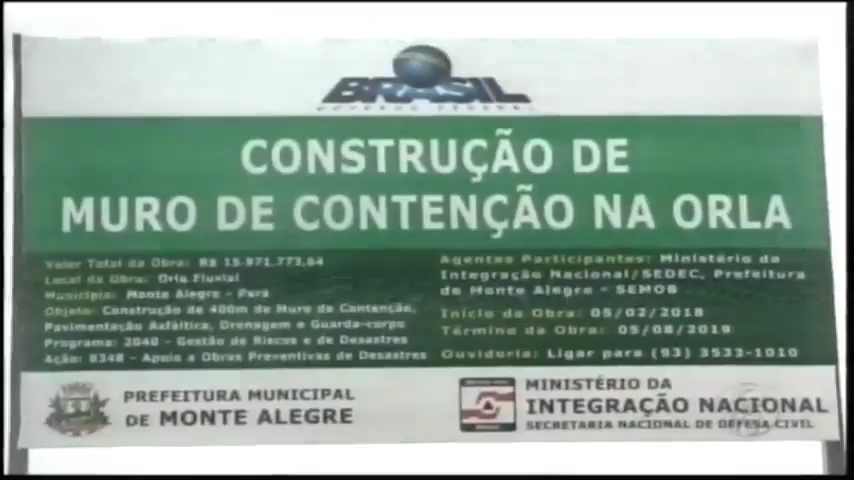 BRASIL
GOVERNO FEDERAL
CONSTRUÇÃO DE
MURO DE CONTENÇÃO NA ORLA
Valor Total da Obra: R$ 15.971.773,64
Local da Obra: Orla Fluvial
Município: Monte Alegre - Pará
Objeto: Construção de 400m de Muro de Contenção,
Pavimentação Asfáltica, Drenagem e Guarda-corpo
Programa: 2040 - Gestão de Riscos e de Desastres
Ação: 8348 - Apoio a Obras Preventivas de Desastres
Agentes Participantes: Ministério da
Integração Nacional/SEDEC, Prefeitura
de Monte Alegre - SEMOB
Início da Obra: 05/02/2018
Término da Obra: 05/08/2019
Ouvidoria: Ligar para (93) 3533-1010
PREFEITURA MUNICIPAL
DE MONTE ALEGRE
MINISTÉRIO DA
INTEGRAÇÃO NACIONAL
SECRETARIA NACIONAL DE DEFESA CIVIL